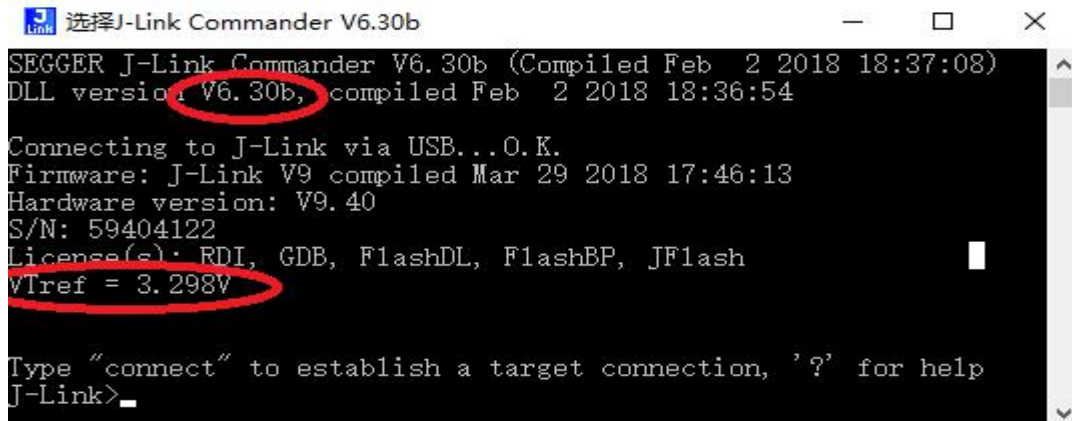 J-Link
选择J-Link Commander V6.30b
SEGGER J-Link Commander V6.30b (Compiled Feb  2 2018 18:37:08)
DLL version V6.30b, compiled Feb  2 2018 18:36:54
Connecting to J-Link via USB...O.K.
Firmware: J-Link V9 compiled Mar 29 2018 17:46:13
Hardware version: V9.40
S/N: 59404122
License(s): RDI, GDB, FlashDL, FlashBP, JFlash
VTref = 3.298V
Type "connect" to establish a target connection, '?' for help
J-Link>